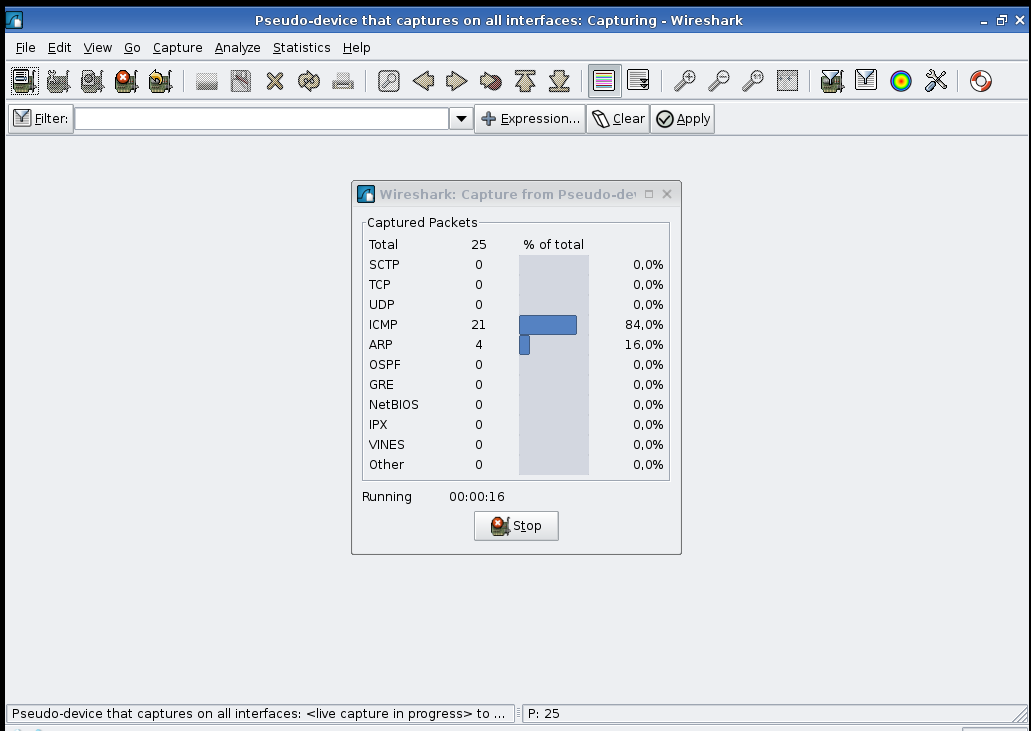 Pseudo-device that captures on all interfaces: Capturing - Wireshark
File Edit View Go Capture Analyze Statistics Help
Filter: Expression... Clear Apply
Wireshark: Capture from Pseudo-de
Captured Packets
Total 25 % of total
SCTP 0 0,0%
TCP 0 0,0%
UDP 0 0,0%
ICMP 21 84,0%
ARP 4 16,0%
OSPF 0 0,0%
GRE 0 0,0%
NetBIOS 0 0,0%
IPX 0 0,0%
VINES 0 0,0%
Other 0 0,0%
Running 00:00:16
Stop
Pseudo-device that captures on all interfaces: <live capture in progress> to ... P: 25